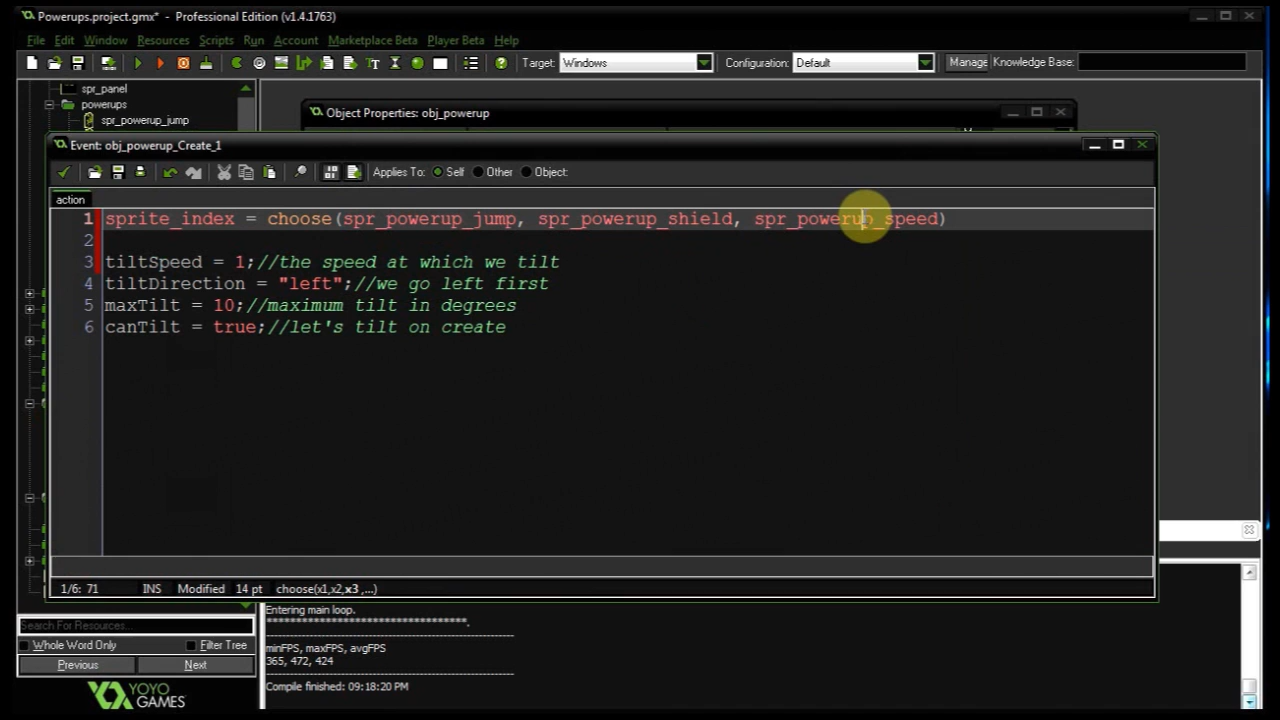 Powerups.project.gmx* - Professional Edition (v1.4.1763)
File Edit Window Resources Scripts Run Account Marketplace Beta Player Beta Help
Target: Windows Configuration: Default Manage Knowledge Base:
spr_panel
powerups
spr_powerup_jump
Object Properties: obj_powerup
Event: obj_powerup_Create_1
Applies To: Self Other Object:
action
1 sprite_index = choose(spr_powerup_jump, spr_powerup_shield, spr_powerup_speed)
2
3 tiltSpeed = 1;//the speed at which we tilt
4 tiltDirection = "left";//we go left first
5 maxTilt = 10;//maximum tilt in degrees
6 canTilt = true;//let's tilt on create
1/6: 71 INS Modified 14 pt choose(x1,x2,x3 ,...)
Entering main loop.
Search For Resources...
Whole Word Only Filter Tree
Previous Next
YOYO
GAMES™
minFPS, maxFPS, avgFPS
365, 472, 424
Compile finished: 09:18:20 PM